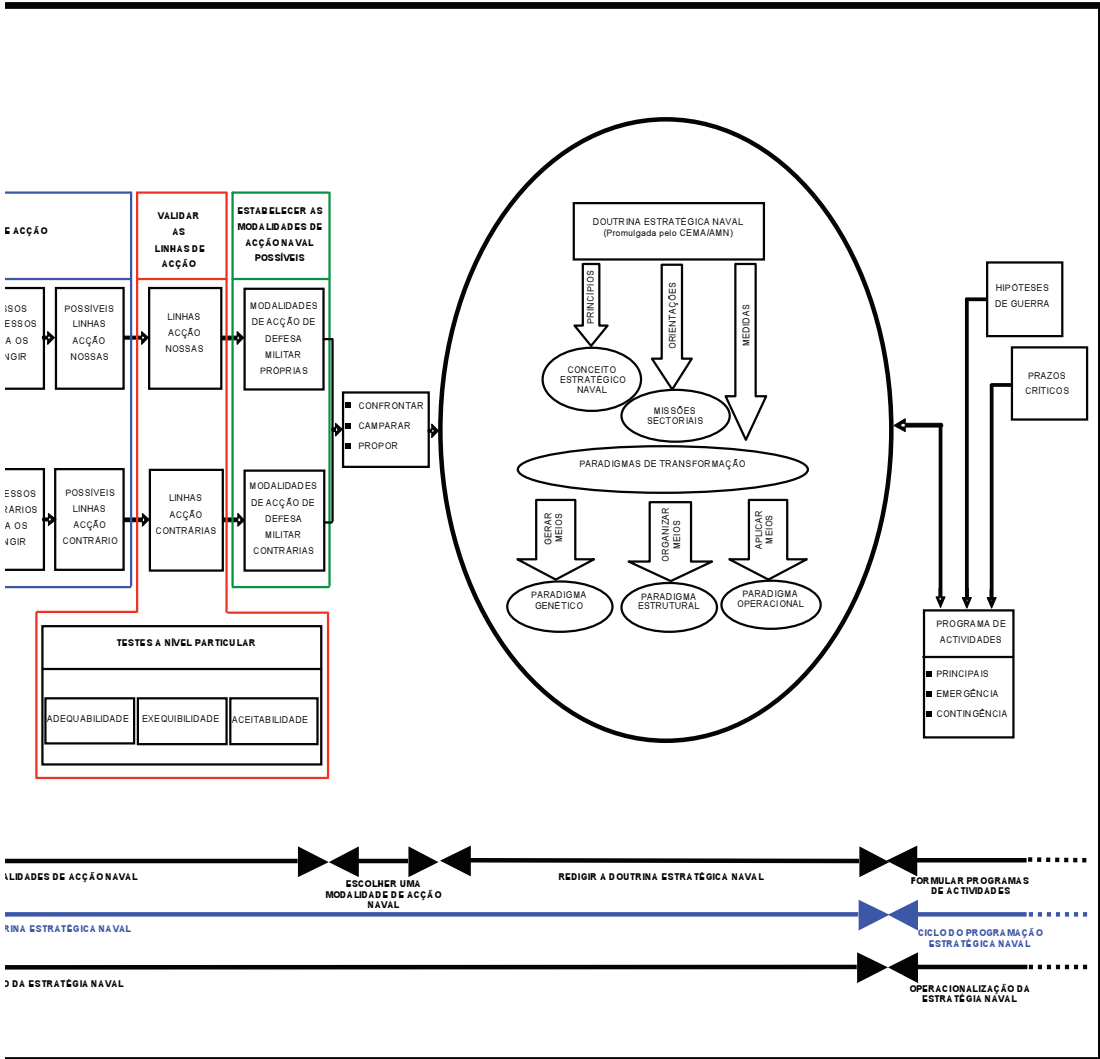 E ACÇÃO
VALIDAR
AS
LINHAS DE
ACÇÃO
ESTABELECER AS
MODALIDADES DE
ACÇÃO NAVAL
POSSÍVEIS
POSSÍVEIS
LINHAS
ACÇÃO
NOSSAS
LINHAS
ACÇÃO
NOSSAS
MODALIDADES
DE ACÇÃO DE
DEFESA
MILITAR
PRÓPRIAS
SSOS
ESSOS
A OS
NGIR
ESSOS
RÁRIOS
A OS
NGIR
POSSÍVEIS
LINHAS
ACÇÃO
CONTRÁRIO
LINHAS
ACÇÃO
CONTRÁRIAS
MODALIDADES
DE ACÇÃO DE
DEFESA
MILITAR
CONTRÁRIAS
CONFRONTAR
CAMPARAR
PROPOR
TESTES A NÍVEL PARTICULAR
ADEQUABILIDADE
EXEQUIBILIDADE
ACEITABILIDADE
DOUTRINA ESTRATÉGICA NAVAL
(Promulgada pelo CEMA/AMN)
PRINCÍPIOS
ORIENTAÇÕES
MEDIDAS
CONCEITO
ESTRATÉGICO
NAVAL
MISSÕES
SECTORIAIS
PARADIGMAS DE TRANSFORMAÇÃO
GERAR
MEIOS
ORGANIZAR
MEIOS
APLICAR
MEIOS
PARADIGMA
GENÉTICO
PARADIGMA
ESTRUTURAL
PARADIGMA
OPERACIONAL
HIPÓTESES
DE GUERRA
PRAZOS
CRÍTICOS
PROGRAMA DE
ACTIVIDADES
PRINCIPAIS
EMERGÊNCIA
CONTINGÊNCIA
ALIDADES DE ACÇÃO NAVAL
ESCOLHER UMA
MODALIDADE DE ACÇÃO
NAVAL
REDIGIR A DOUTRINA ESTRATÉGICA NAVAL
FORMULAR PROGRAMAS
DE ACTIVIDADES
RINA ESTRATÉGICA NAVAL
CICLO DO PROGRAMAÇÃO
ESTRATÉGICA NAVAL
O DA ESTRATÉGIA NAVAL
OPERACIONALIZAÇÃO DA
ESTRATÉGIA NAVAL